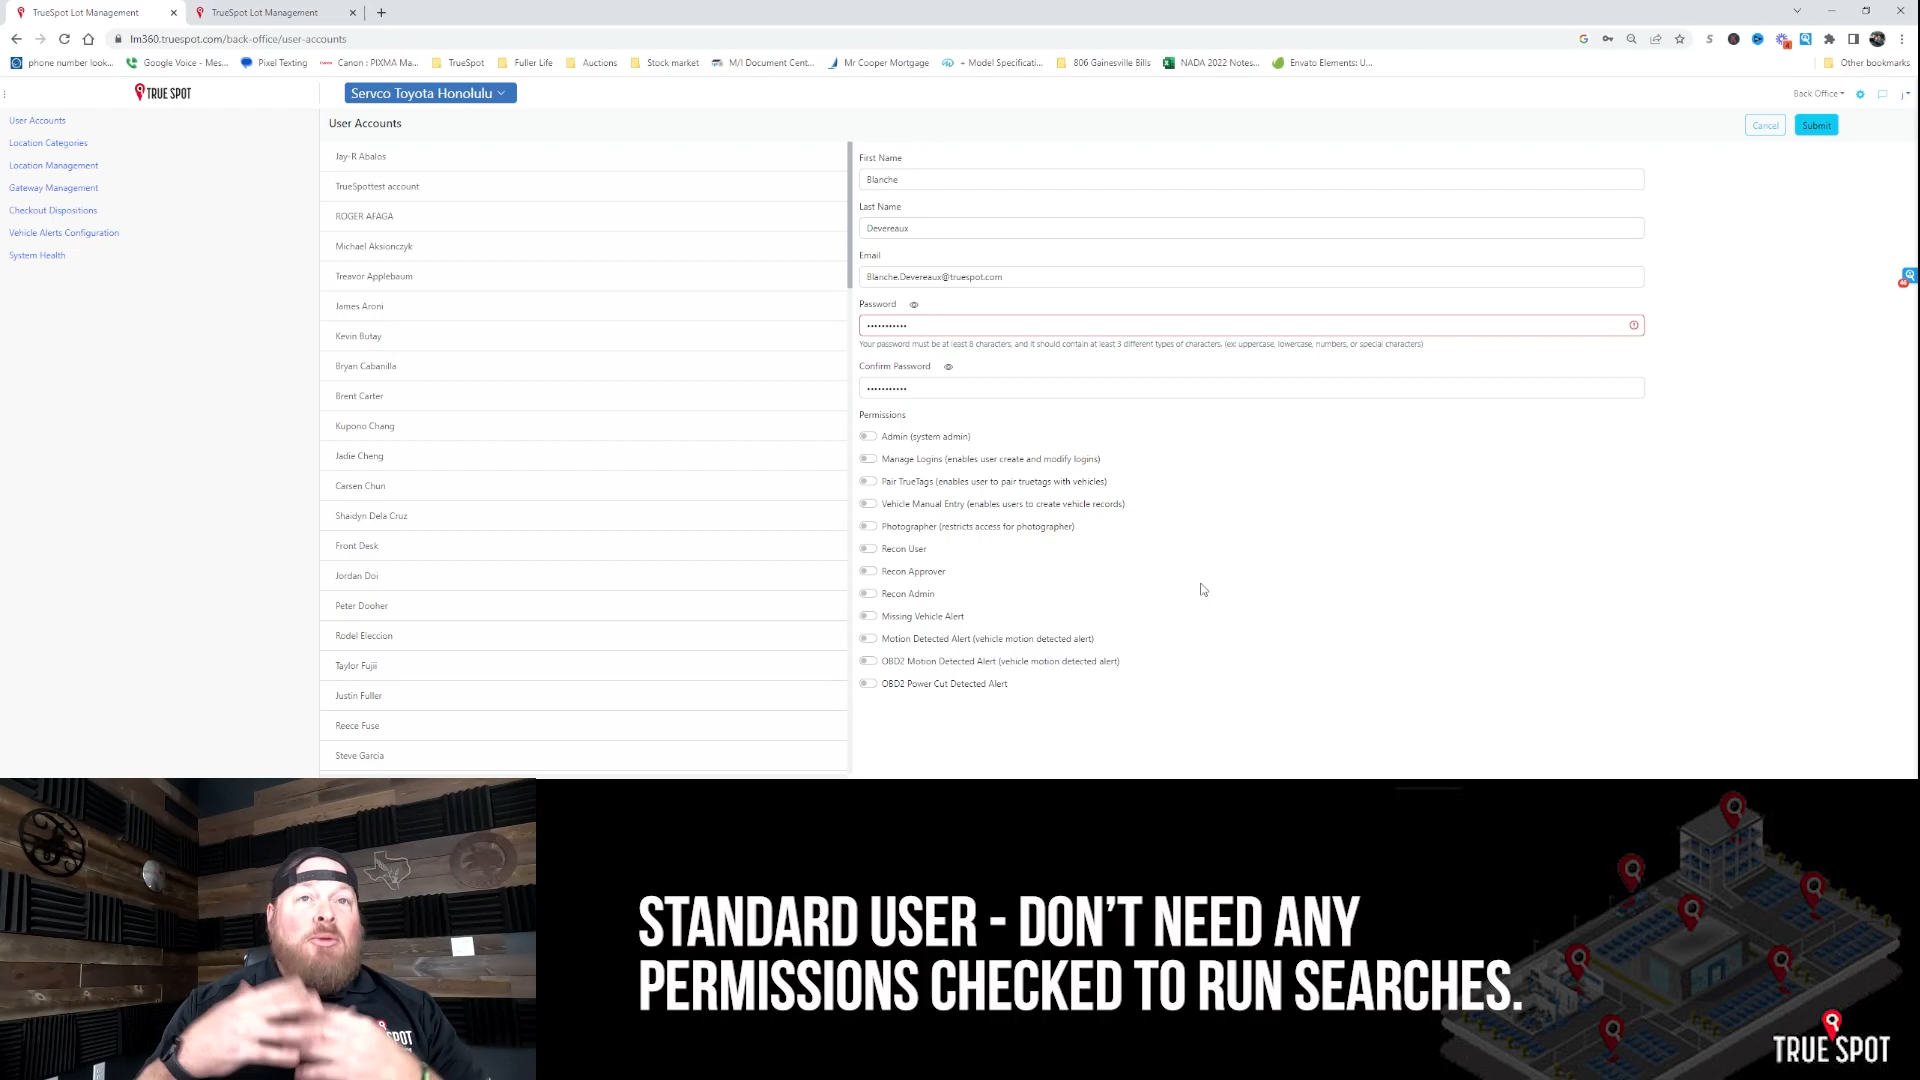 TrueSpot Lot Management
TrueSpot Lot Management
lm360.truespot.com/back-office/user-accounts
phone number look...
Google Voice - Mes...
Pixel Texting
Canon : PIXMA Ma...
TrueSpot
Fuller Life
Auctions
Stock market
M/I Document Cent...
Mr Cooper Mortgage
+ Model Specificati...
806 Gainesville Bills
NADA 2022 Notes...
Envato Elements: U...
Other bookmarks
TRUE SPOT
Servco Toyota Honolulu
Back Office
User Accounts
Location Categories
Location Management
Gateway Management
Checkout Dispositions
Vehicle Alerts Configuration
System Health
User Accounts
Cancel
Submit
Jay-R Abalos
TrueSpottest account
ROGER AFAGA
Michael Aksionczyk
Treavor Applebaum
James Aroni
Kevin Butay
Bryan Cabanilla
Brent Carter
Kupono Chang
Jadie Cheng
Carsen Chun
Shaidyn Dela Cruz
Front Desk
Jordan Doi
Peter Dooher
Rodel Eleccion
Taylor Fujii
Justin Fuller
Reece Fuse
Steve Garcia
First Name
Blanche
Last Name
Devereaux
Email
Blanche.Devereaux@truespot.com
Password
Your password must be at least 8 characters, and it should contain at least 3 different types of characters. (ex: uppercase, lowercase, numbers, or special characters)
Confirm Password
Permissions
Admin (system admin)
Manage Logins (enables user create and modify logins)
Pair TrueTags (enables user to pair truetags with vehicles)
Vehicle Manual Entry (enables users to create vehicle records)
Photographer (restricts access for photographer)
Recon User
Recon Approver
Recon Admin
Missing Vehicle Alert
Motion Detected Alert (vehicle motion detected alert)
OBD2 Motion Detected Alert (vehicle motion detected alert)
OBD2 Power Cut Detected Alert
STANDARD USER - DON'T NEED ANY
PERMISSIONS CHECKED TO RUN SEARCHES.
TRUE SPOT